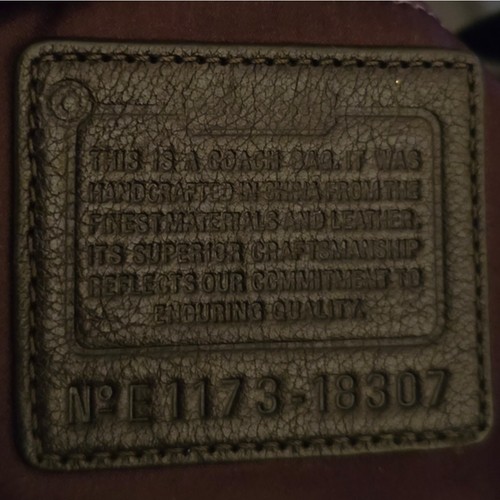 THIS IS A COACH BAG. IT WAS
HANDCRAFTED IN CHINA FROM THE
FINEST MATERIALS AND LEATHER.
ITS SUPERIOR CRAFTSMANSHIP
REFLECTS OUR COMMITMENT TO
ENDURING QUALITY.
Nº E1173-18307